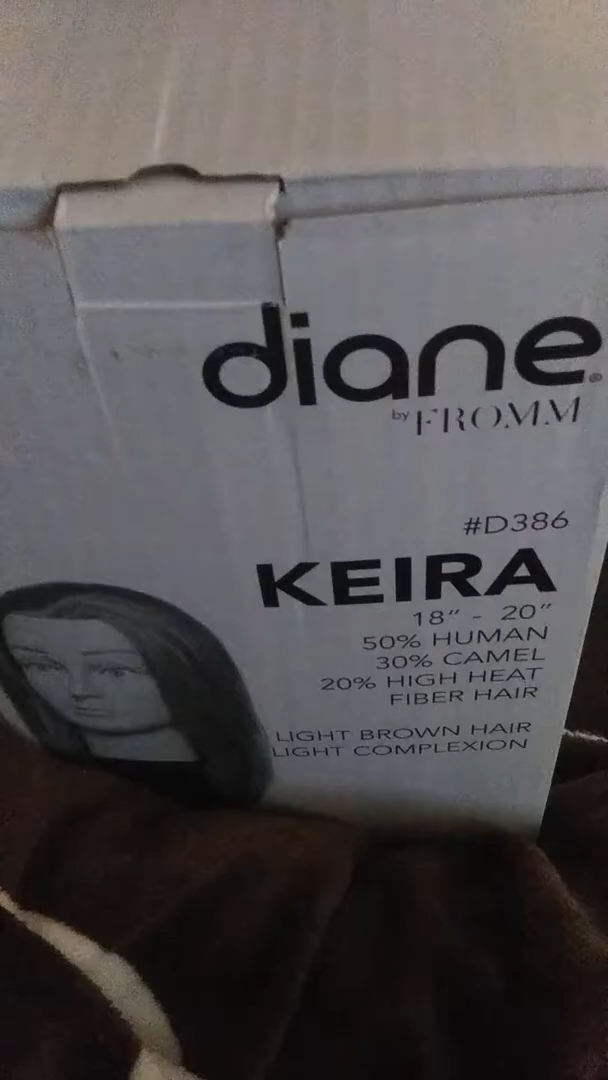 diane®
by FROMM
#D386
KEIRA
18" - 20"
50% HUMAN
30% CAMEL
20% HIGH HEAT
FIBER HAIR
LIGHT BROWN HAIR
LIGHT COMPLEXION